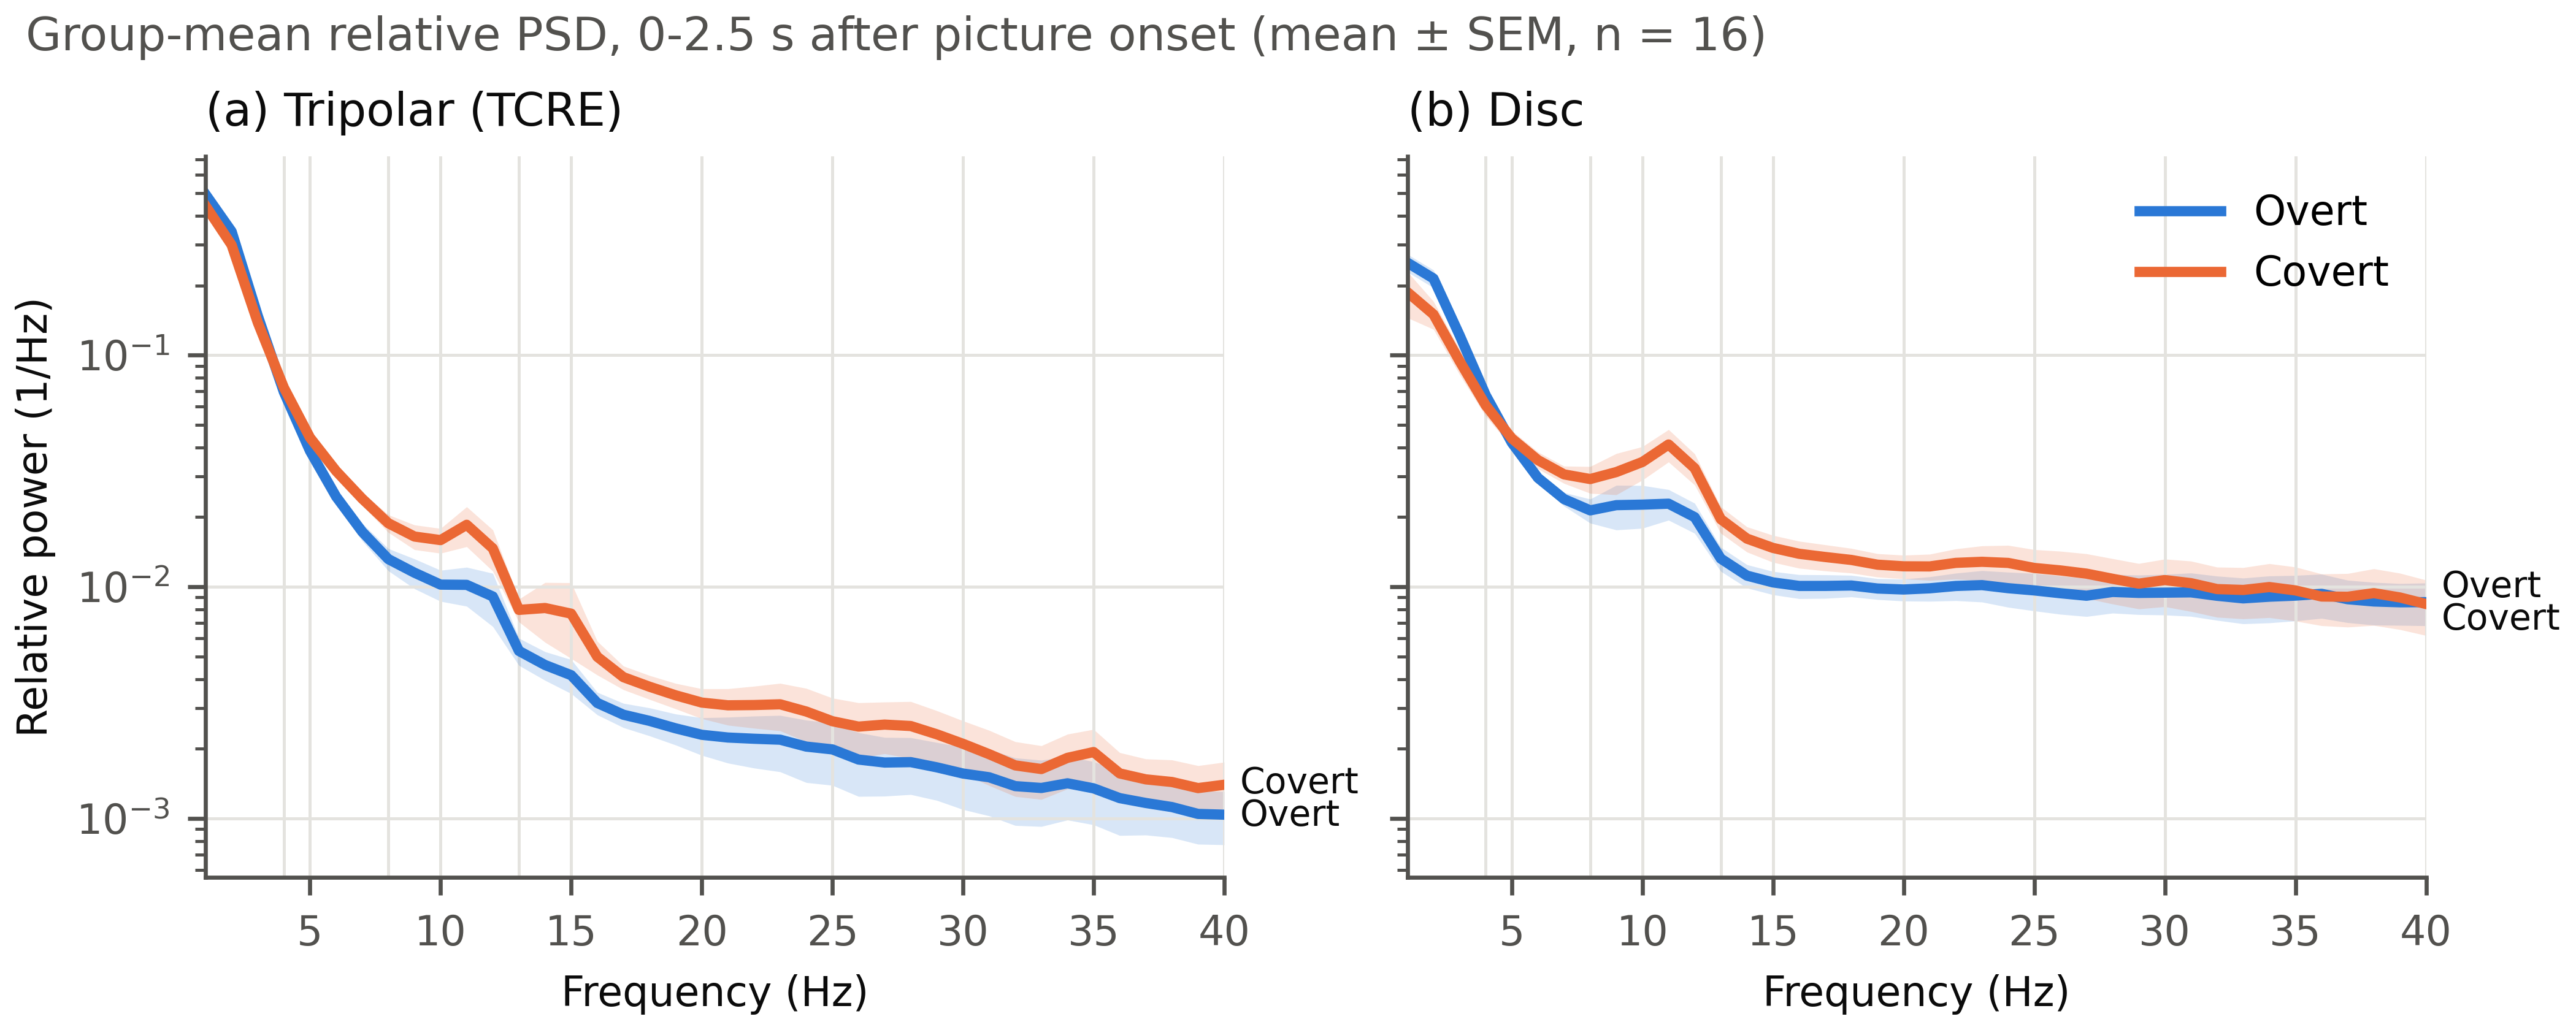 Group-mean relative PSD, 0-2.5 s after picture onset (mean ± SEM, n = 16)
(a) Tripolar (TCRE)
Relative power (1/Hz)
10⁻¹
10⁻²
10⁻³
5 10 15 20 25 30 35 40
Frequency (Hz)
Covert
Overt
(b) Disc
Overt
Covert
Overt
Covert
5 10 15 20 25 30 35 40
Frequency (Hz)